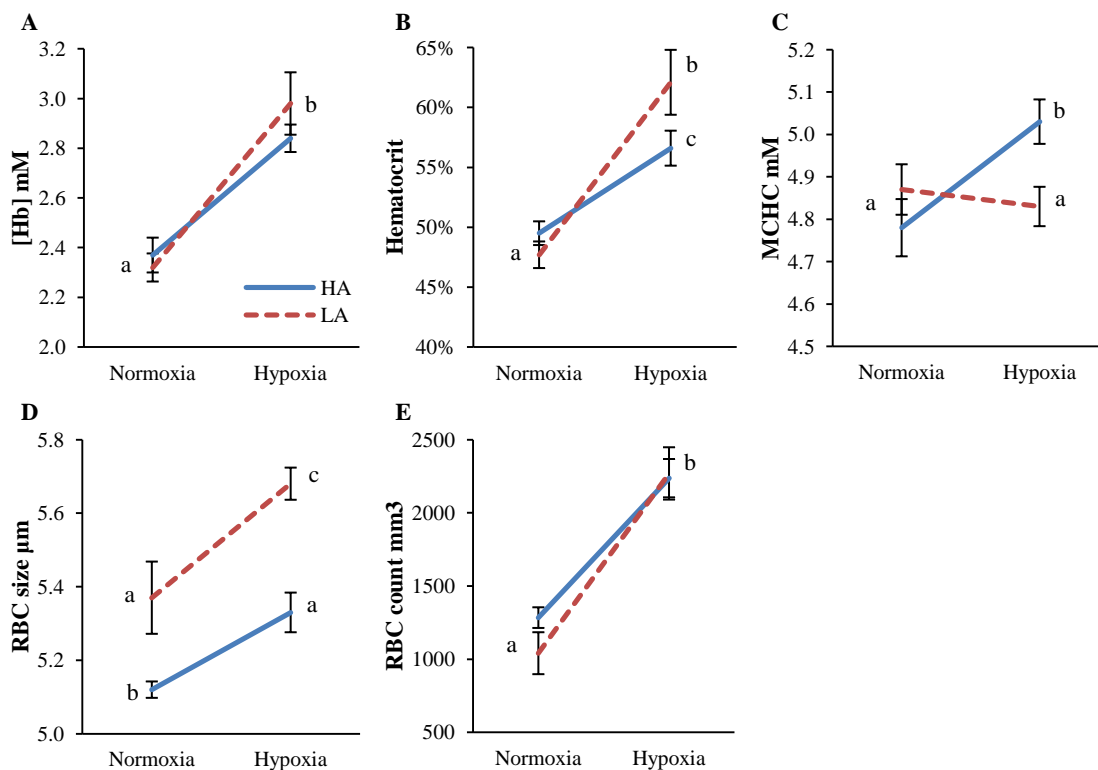 A
[Hb] mM
3.2
3.0
2.8
2.6
2.4
2.2
2.0
a
b
HA
LA
Normoxia Hypoxia
B
Hematocrit
65%
60%
55%
50%
45%
40%
a
b
c
Normoxia Hypoxia
C
MCHC mM
5.2
5.1
5.0
4.9
4.8
4.7
4.6
4.5
a
b
a
Normoxia Hypoxia
D
RBC size µm
5.8
5.6
5.4
5.2
5.0
a
b
c
a
Normoxia Hypoxia
E
RBC count mm3
2500
2000
1500
1000
500
a
b
Normoxia Hypoxia